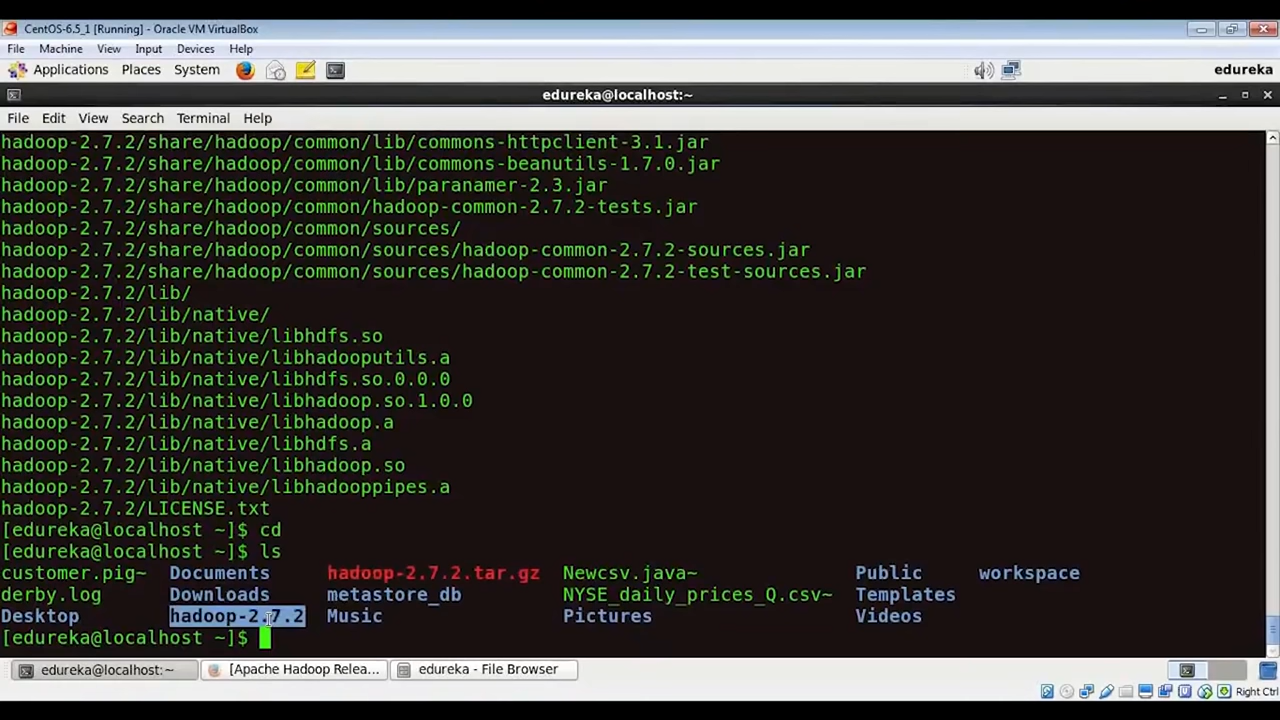 CentOS-6.5_1 [Running] - Oracle VM VirtualBox
File Machine View Input Devices Help
Applications Places System edureka
edureka@localhost:~
File Edit View Search Terminal Help
hadoop-2.7.2/share/hadoop/common/lib/commons-httpclient-3.1.jar
hadoop-2.7.2/share/hadoop/common/lib/commons-beanutils-1.7.0.jar
hadoop-2.7.2/share/hadoop/common/lib/paranamer-2.3.jar
hadoop-2.7.2/share/hadoop/common/hadoop-common-2.7.2-tests.jar
hadoop-2.7.2/share/hadoop/common/sources/
hadoop-2.7.2/share/hadoop/common/sources/hadoop-common-2.7.2-sources.jar
hadoop-2.7.2/share/hadoop/common/sources/hadoop-common-2.7.2-test-sources.jar
hadoop-2.7.2/lib/
hadoop-2.7.2/lib/native/
hadoop-2.7.2/lib/native/libhdfs.so
hadoop-2.7.2/lib/native/libhadooputils.a
hadoop-2.7.2/lib/native/libhdfs.so.0.0.0
hadoop-2.7.2/lib/native/libhadoop.so.1.0.0
hadoop-2.7.2/lib/native/libhadoop.a
hadoop-2.7.2/lib/native/libhdfs.a
hadoop-2.7.2/lib/native/libhadoop.so
hadoop-2.7.2/lib/native/libhadooppipes.a
hadoop-2.7.2/LICENSE.txt
[edureka@localhost ~]$ cd
[edureka@localhost ~]$ ls
customer.pig~ Documents hadoop-2.7.2.tar.gz Newcsv.java~ Public workspace
derby.log Downloads metastore_db NYSE_daily_prices_Q.csv~ Templates
Desktop hadoop-2.7.2 Music Pictures Videos
[edureka@localhost ~]$
edureka@localhost:~ [Apache Hadoop Relea... edureka - File Browser
Right Ctrl